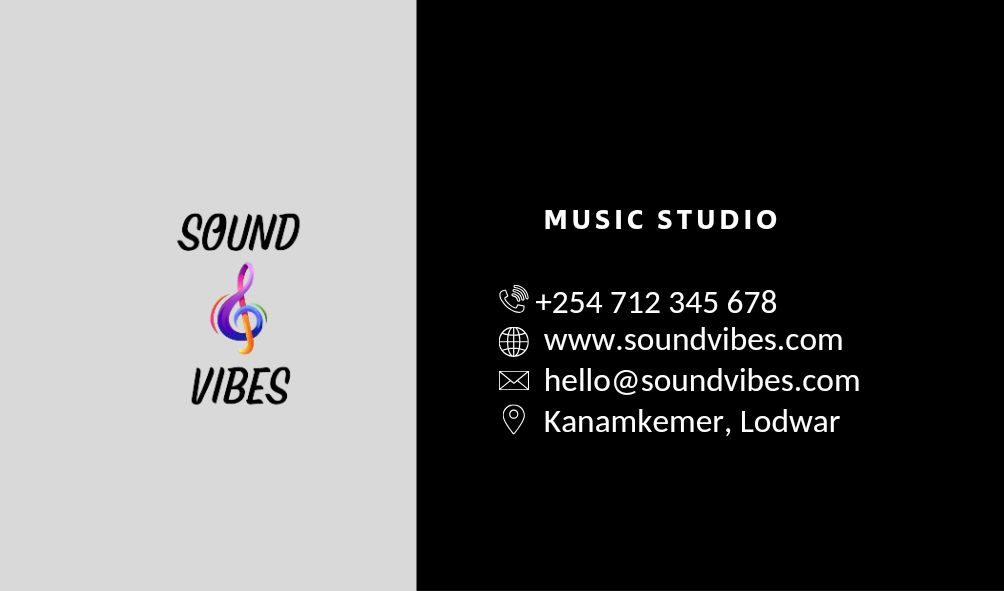 SOUND
VIBES
MUSIC STUDIO
+254 712 345 678
www.soundvibes.com
hello@soundvibes.com
Kanamkemer, Lodwar